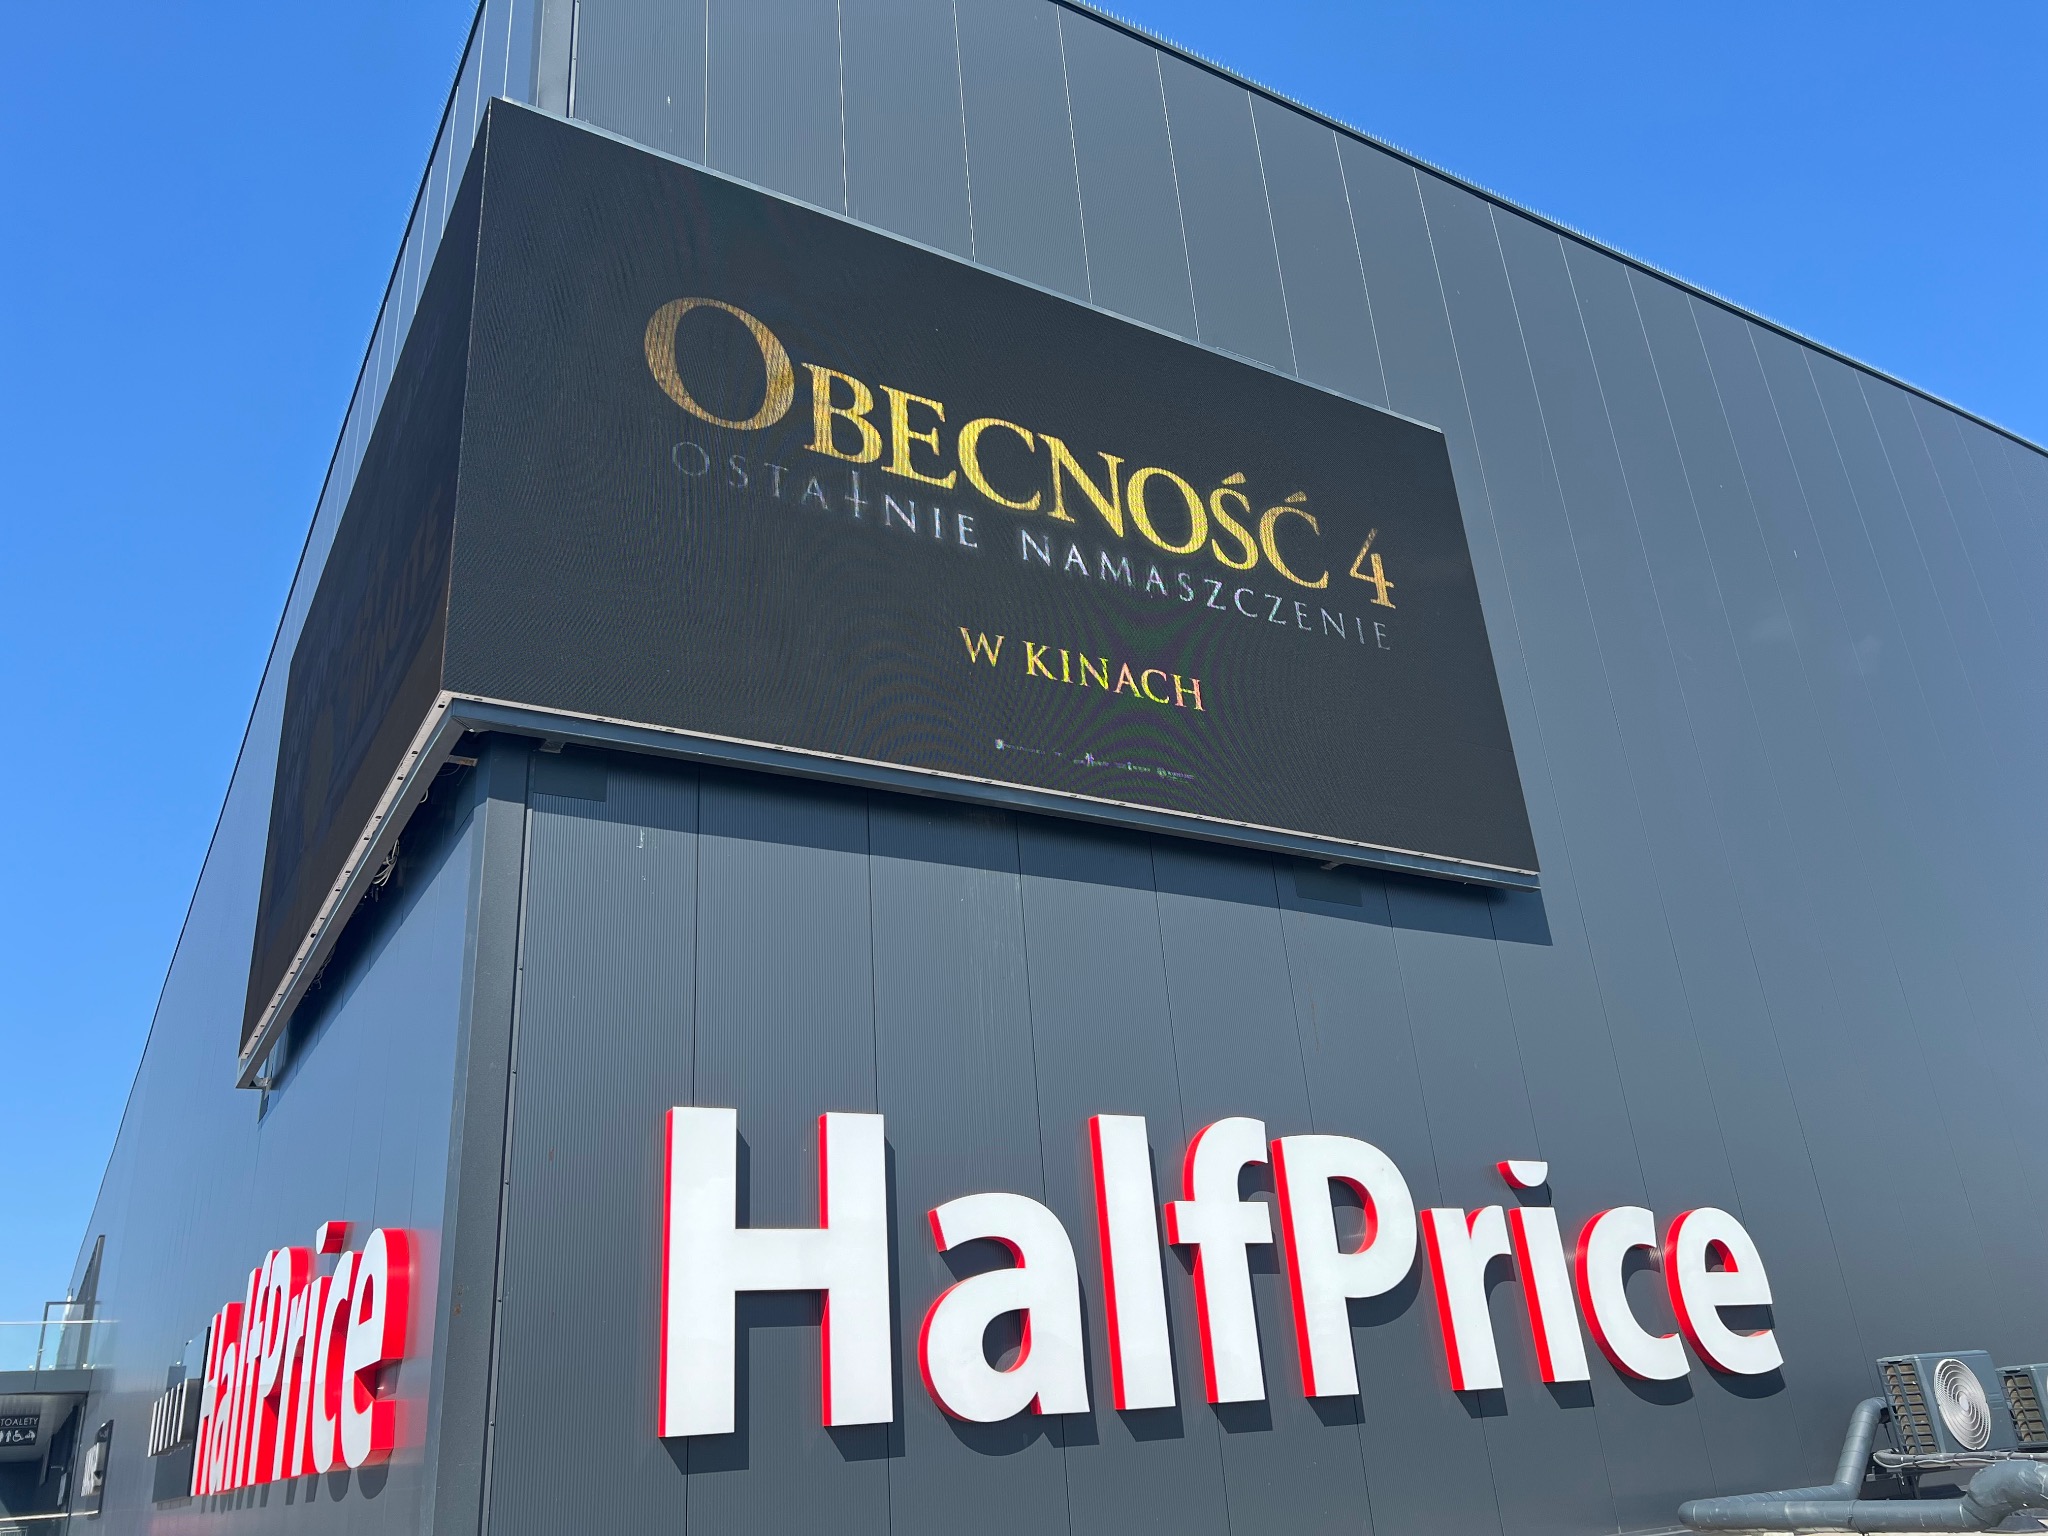 OBECNOŚĆ 4
OSTATNIE NAMASZCZENIE
W KINACH
HalfPrice
HalfPrice
TOALETY